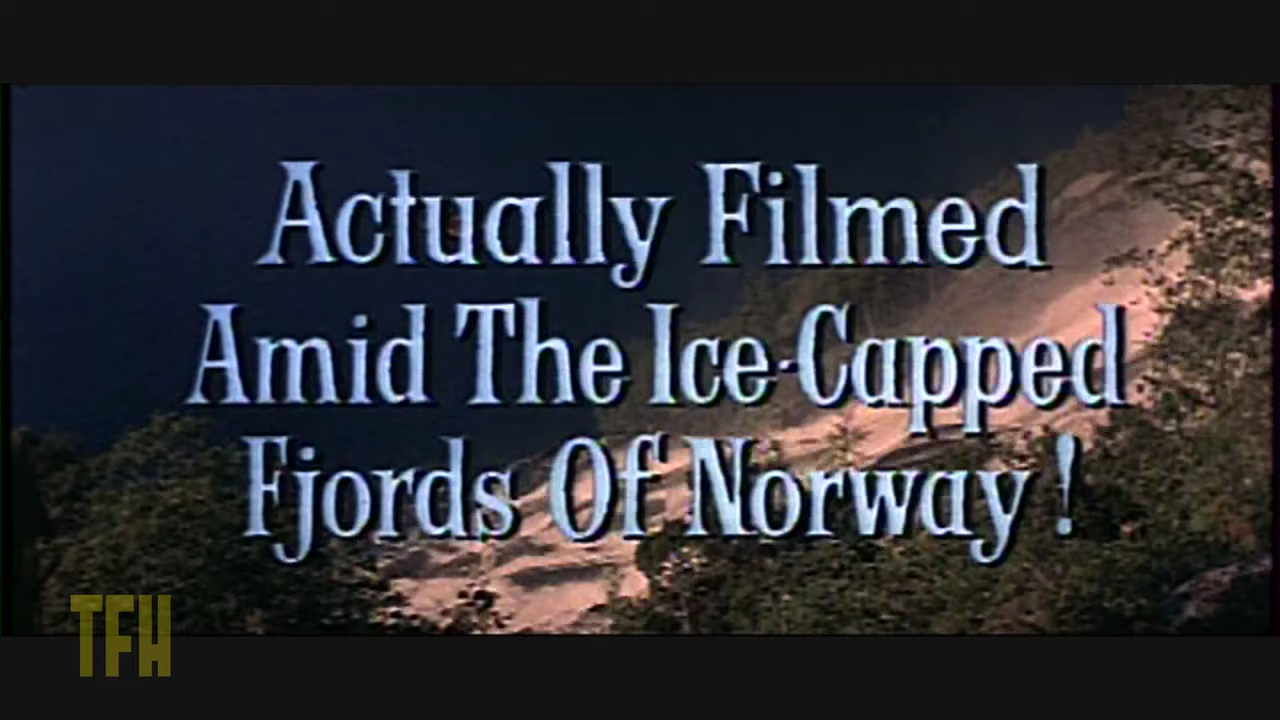 Actually Filmed
Amid The Ice-Capped
Fjords Of Norway!
TFH